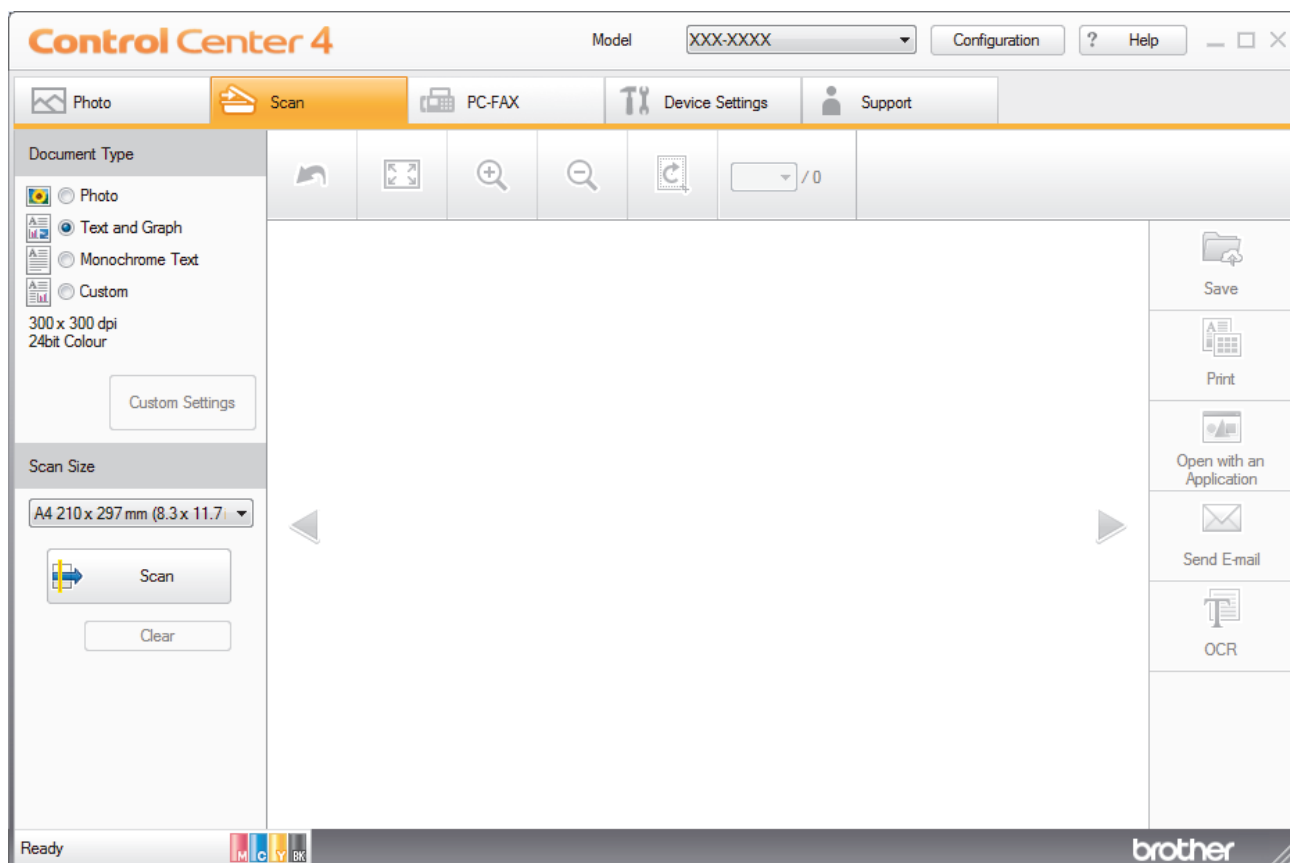 Control Center 4 Model XXX-XXXX Configuration ? Help
Photo Scan PC-FAX Device Settings Support
Document Type
Photo
Text and Graph
Monochrome Text
Custom
300 x 300 dpi
24bit Colour
Custom Settings
Scan Size
A4 210 x 297 mm (8.3 x 11.7
Scan
Clear
/ 0
Save
Print
Open with an
Application
Send E-mail
OCR
Ready M C Y BK brother